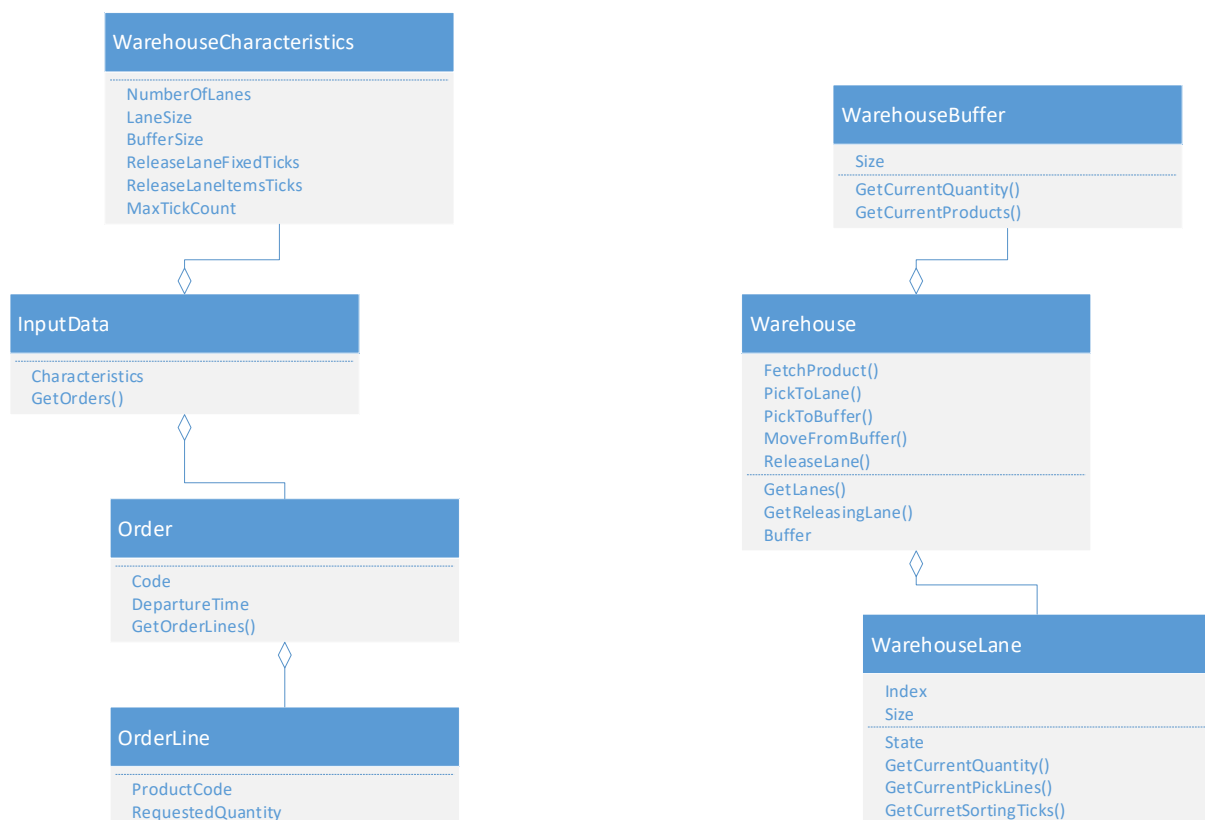 WarehouseCharacteristics
NumberOfLanes
LaneSize
BufferSize
ReleaseLaneFixedTicks
ReleaseLaneItemsTicks
MaxTickCount
InputData
Characteristics
GetOrders()
Order
Code
DepartureTime
GetOrderLines()
OrderLine
ProductCode
RequestedQuantity
WarehouseBuffer
Size
GetCurrentQuantity()
GetCurrentProducts()
Warehouse
FetchProduct()
PickToLane()
PickToBuffer()
MoveFromBuffer()
ReleaseLane()
GetLanes()
GetReleasingLane()
Buffer
WarehouseLane
Index
Size
State
GetCurrentQuantity()
GetCurrentPickLines()
GetCurretSortingTicks()